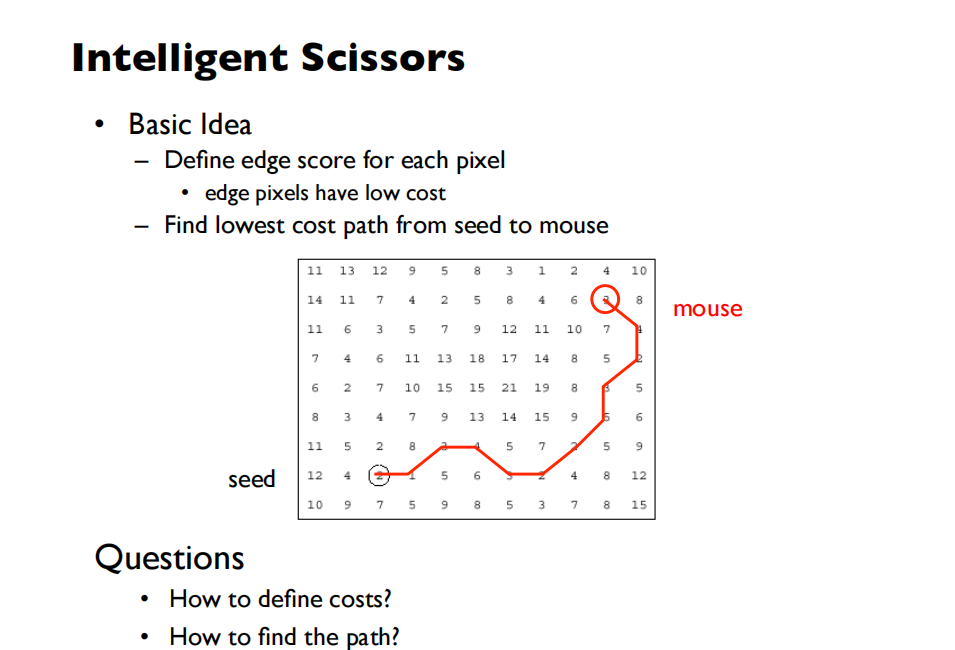 Intelligent Scissors
• Basic Idea
– Define edge score for each pixel
• edge pixels have low cost
– Find lowest cost path from seed to mouse
11 13 12 9 5 8 3 1 2 4 10
14 11 7 4 2 5 8 4 6 3 8
mouse
11 6 3 5 7 9 12 11 10 7 4
7 4 6 11 13 18 17 14 8 5 2
6 2 7 10 15 15 21 19 8 3 5
8 3 4 7 9 13 14 15 9 5 6
11 5 2 8 3 4 5 7 2 5 9
seed
12 4 2 1 5 6 3 2 4 8 12
10 9 7 5 9 8 5 3 7 8 15
Questions
• How to define costs?
• How to find the path?